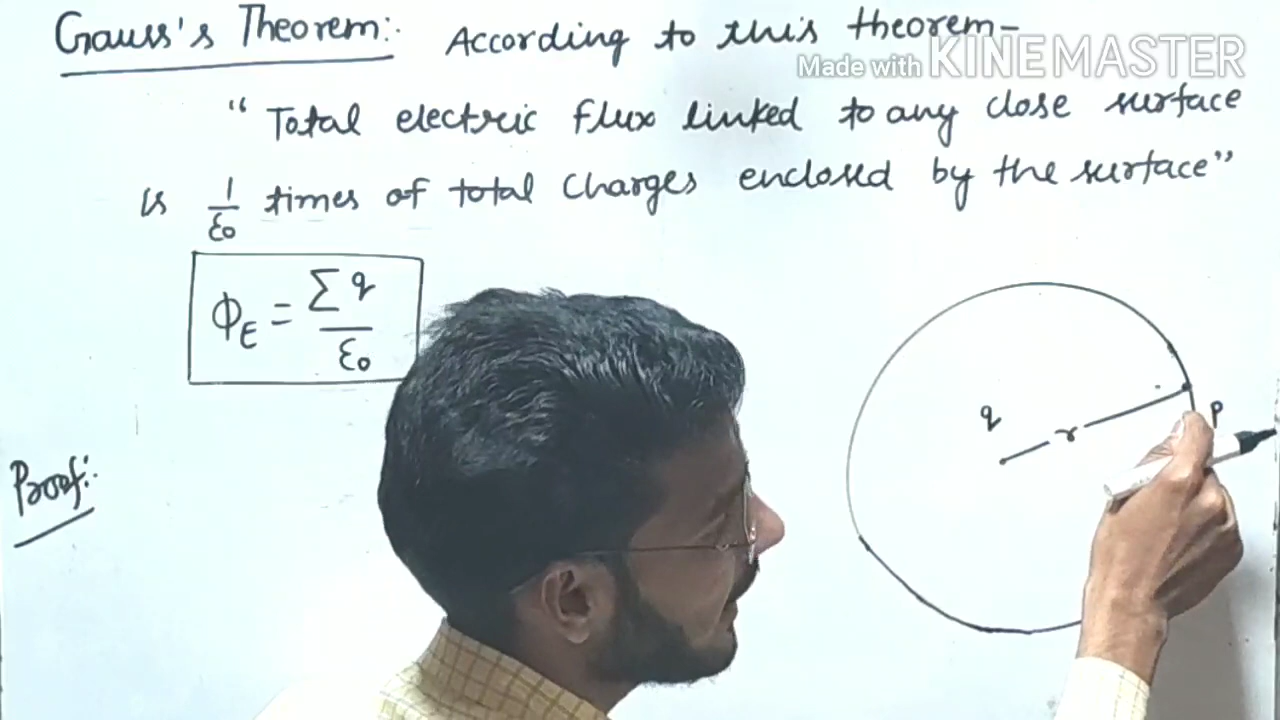 Gauss's Theorem:. According to this theorem-
Made with KINEMASTER
"Total electric flux linked to any close surface
is 1/ε0 times of total charges enclosed by the surface"
ΦE = Σq/ε0
q
r
P
Proof:.